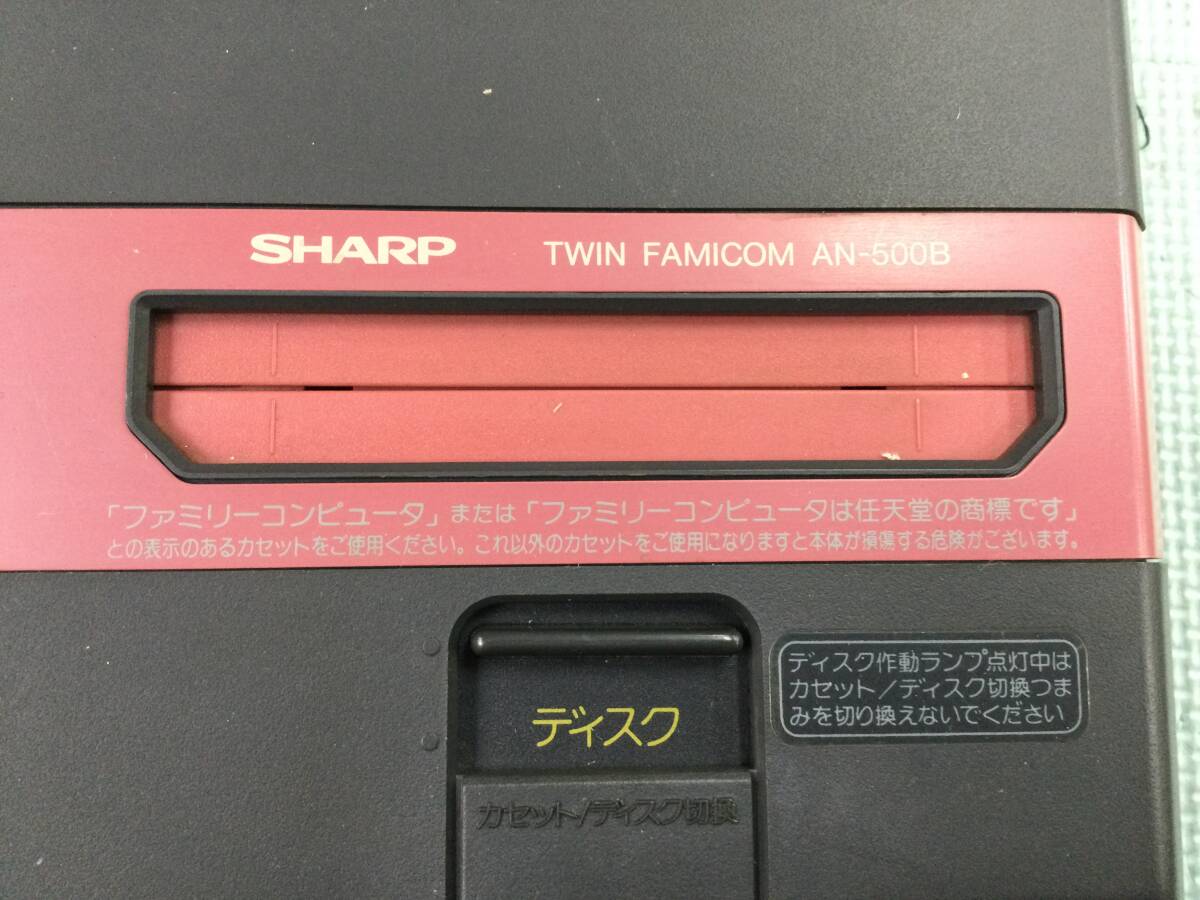 SHARP TWIN FAMICOM AN-500B
「ファミリーコンピュータ」または「ファミリーコンピュータは任天堂の商標です」
との表示のあるカセットをご使用ください。これ以外のカセットをご使用になりますと本体が損傷する危険がございます。
ディスク
カセット/ディスク切換
ディスク作動ランプ点灯中は
カセット/ディスク切換つま
みを切り換えないでください